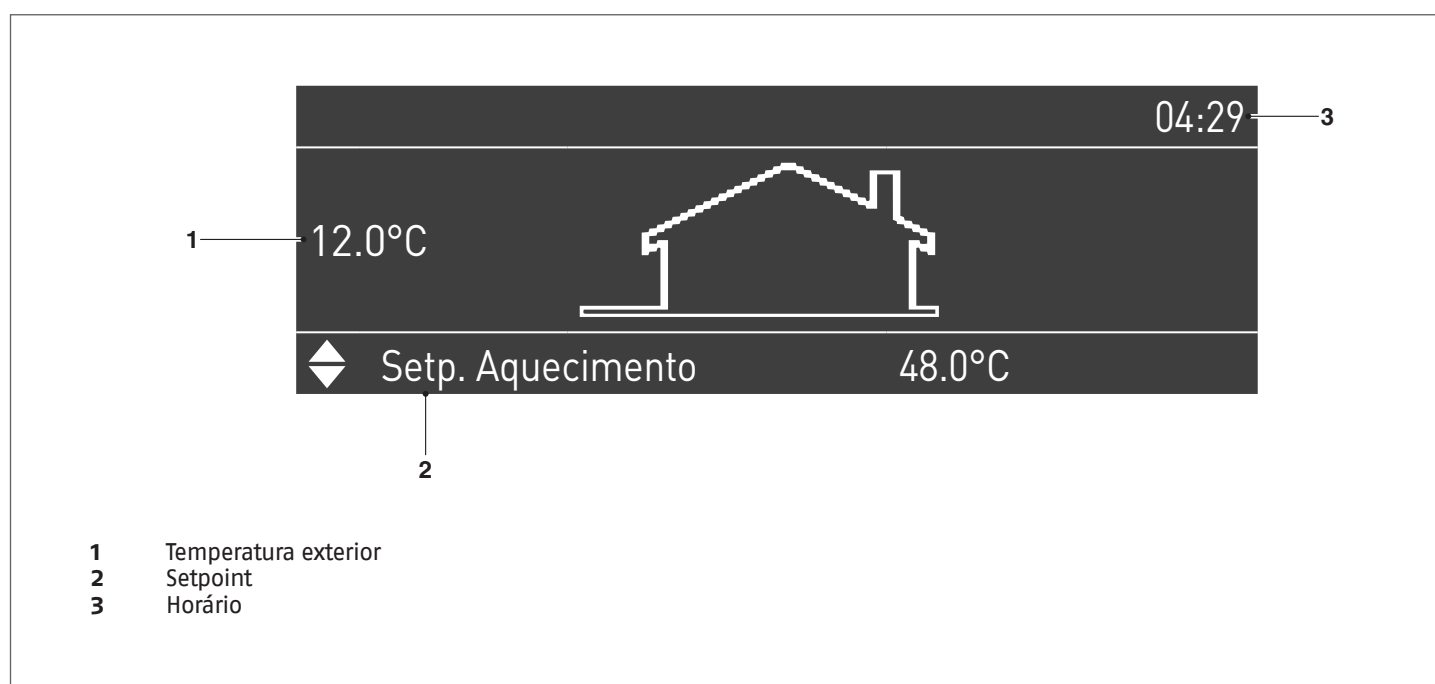 04:29
3
1
12.0°C
Setp. Aquecimento 48.0°C
2
1 Temperatura exterior
2 Setpoint
3 Horário